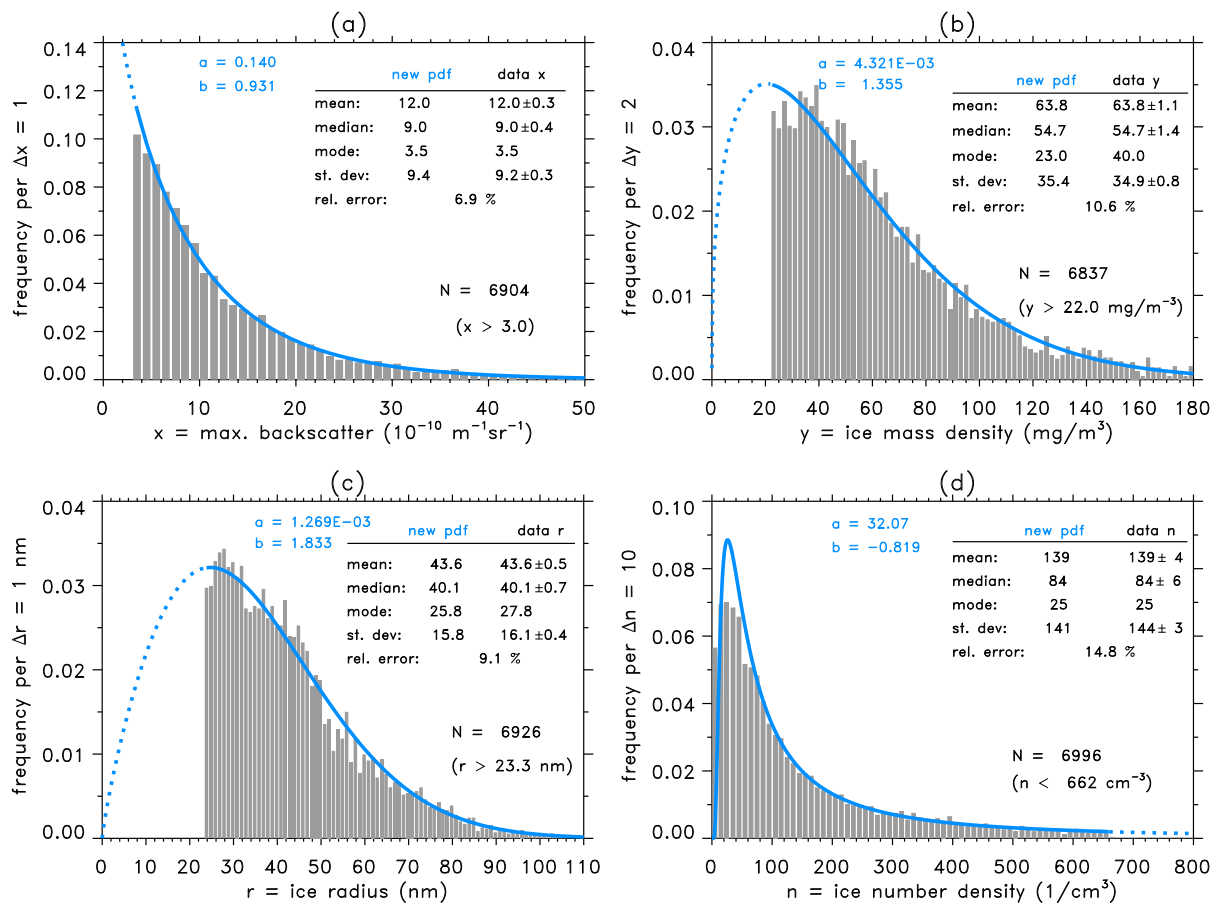 (a)
frequency per Δx = 1
0.14
0.12
0.10
0.08
0.06
0.04
0.02
0.00
a = 0.140
b = 0.931
new pdf data x
mean: 12.0 12.0±0.3
median: 9.0 9.0±0.4
mode: 3.5 3.5
st. dev: 9.4 9.2±0.3
rel. error: 6.9 %
N = 6904
(x > 3.0)
0 10 20 30 40 50
x = max. backscatter (10⁻¹⁰ m⁻¹sr⁻¹)
(b)
frequency per Δy = 2
0.04
0.03
0.02
0.01
0.00
a = 4.321E-03
b = 1.355
new pdf data y
mean: 63.8 63.8±1.1
median: 54.7 54.7±1.4
mode: 23.0 40.0
st. dev: 35.4 34.9±0.8
rel. error: 10.6 %
N = 6837
(y > 22.0 mg/m⁻³)
0 20 40 60 80 100 120 140 160 180
y = ice mass density (mg/m³)
(c)
frequency per Δr = 1 nm
0.04
0.03
0.02
0.01
0.00
a = 1.269E-03
b = 1.833
new pdf data r
mean: 43.6 43.6±0.5
median: 40.1 40.1±0.7
mode: 25.8 27.8
st. dev: 15.8 16.1±0.4
rel. error: 9.1 %
N = 6926
(r > 23.3 nm)
0 10 20 30 40 50 60 70 80 90 100 110
r = ice radius (nm)
(d)
frequency per Δn = 10
0.10
0.08
0.06
0.04
0.02
0.00
a = 32.07
b = -0.819
new pdf data n
mean: 139 139± 4
median: 84 84± 6
mode: 25 25
st. dev: 141 144± 3
rel. error: 14.8 %
N = 6996
(n < 662 cm⁻³)
0 100 200 300 400 500 600 700 800
n = ice number density (1/cm³)